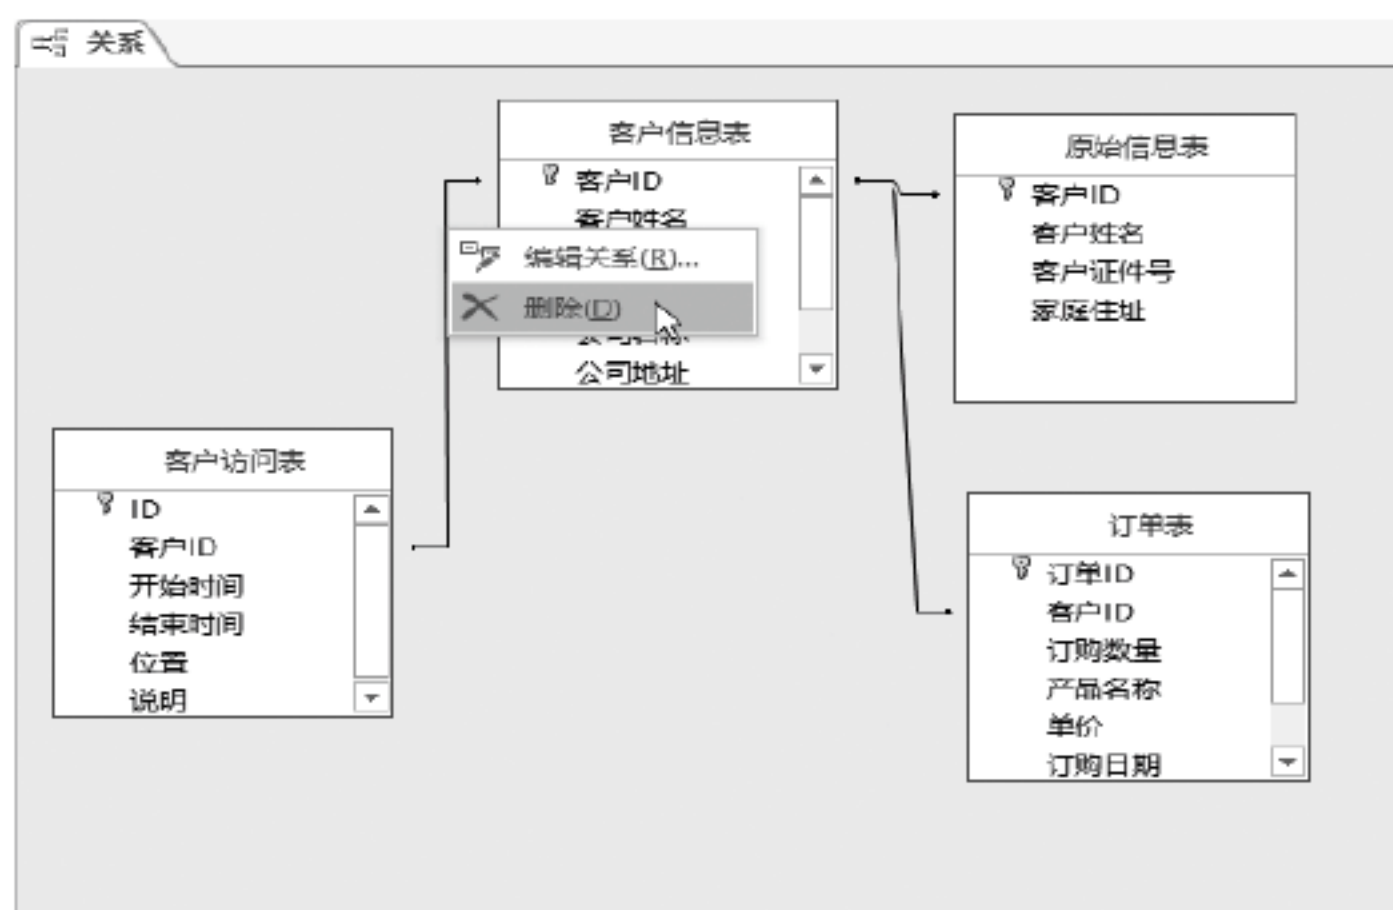 关系
客户信息表
客户ID
客户姓名
编辑关系(R)...
删除(D)
公司地址
原始信息表
客户ID
客户姓名
客户证件号
家庭住址
客户访问表
ID
客户ID
开始时间
结束时间
位置
说明
订单表
订单ID
客户ID
订购数量
产品名称
单价
订购日期